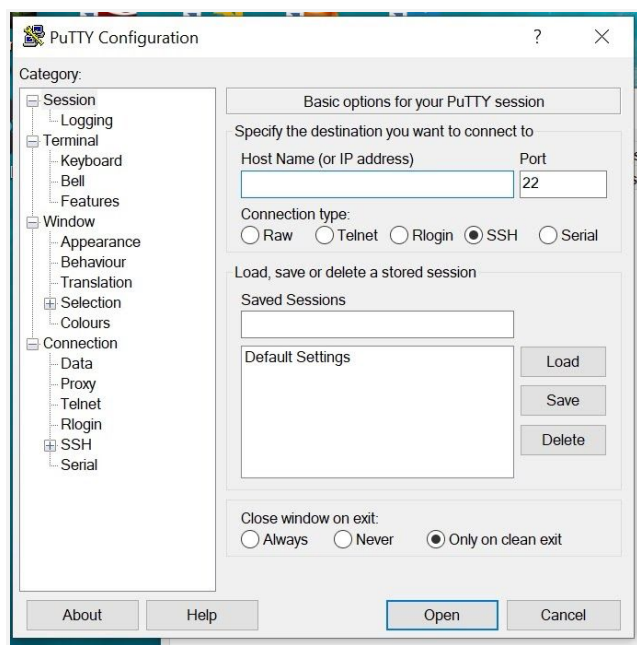 PuTTY Configuration
?
Category:
Session
Logging
Terminal
Keyboard
Bell
Features
Window
Appearance
Behaviour
Translation
Selection
Colours
Connection
Data
Proxy
Telnet
Rlogin
SSH
Serial
Basic options for your PuTTY session
Specify the destination you want to connect to
Host Name (or IP address) Port
22
Connection type:
Raw Telnet Rlogin SSH Serial
Load, save or delete a stored session
Saved Sessions
Default Settings
Load
Save
Delete
Close window on exit:
Always Never Only on clean exit
About Help Open Cancel